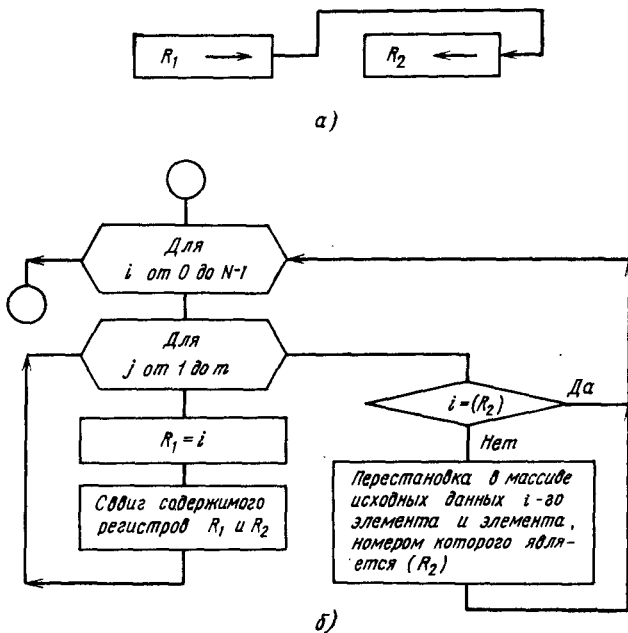 R₁
R₂
а)
Для
i от 0 до N-1
Для
j от 1 до m
R₁ = i
Сдвиг содержимого
регистров R₁ и R₂
i = (R₂)
Да
Нет
Перестановка в массиве
исходных данных i-го
элемента и элемента,
номером которого явля-
ется (R₂)
б)